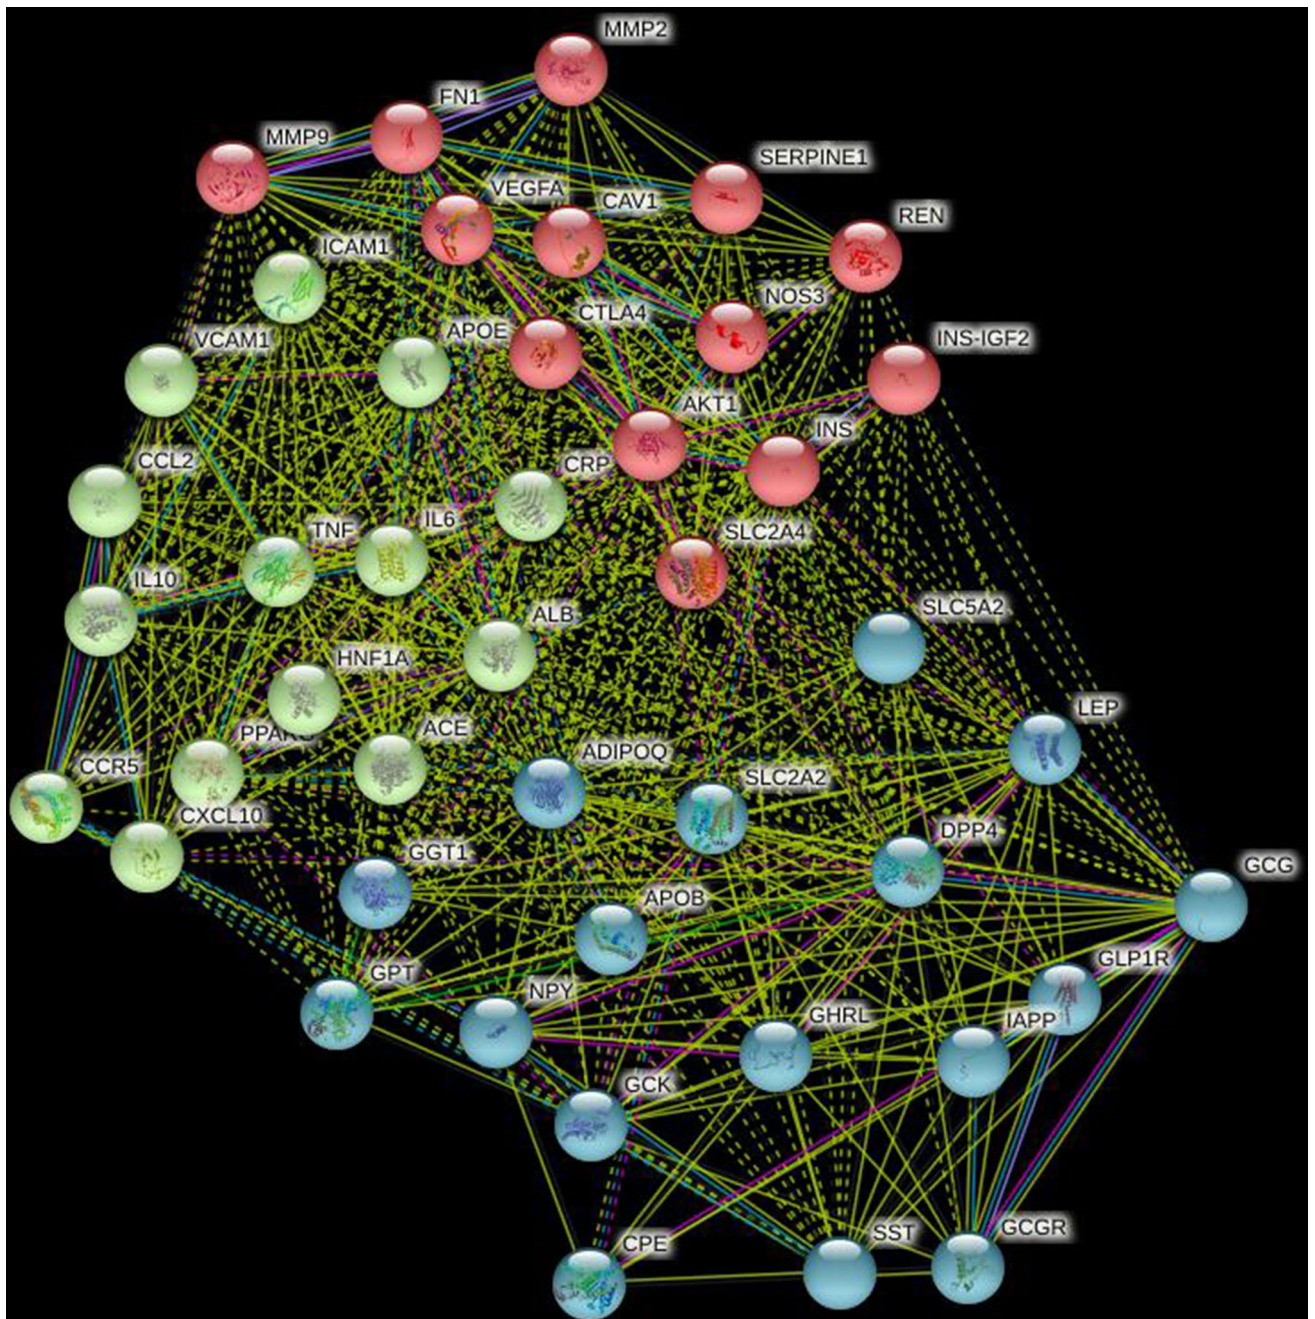 MMP2
FN1
MMP9
SERPINE1
VEGFA
CAV1
REN
ICAM1
NOS3
CTLA4
APOE
INS-IGF2
VCAM1
AKT1
INS
CCL2
CRP
IL6
TNF
SLC2A4
IL10
SLC5A2
ALB
HNF1A
LEP
ACE
ADIPOQ
CCR5
SLC2A2
CXCL10
DPP4
GGT1
GCG
APOB
GLP1R
GPT
NPY
GHRL
IAPP
GCK
GCGR
SST
CPE